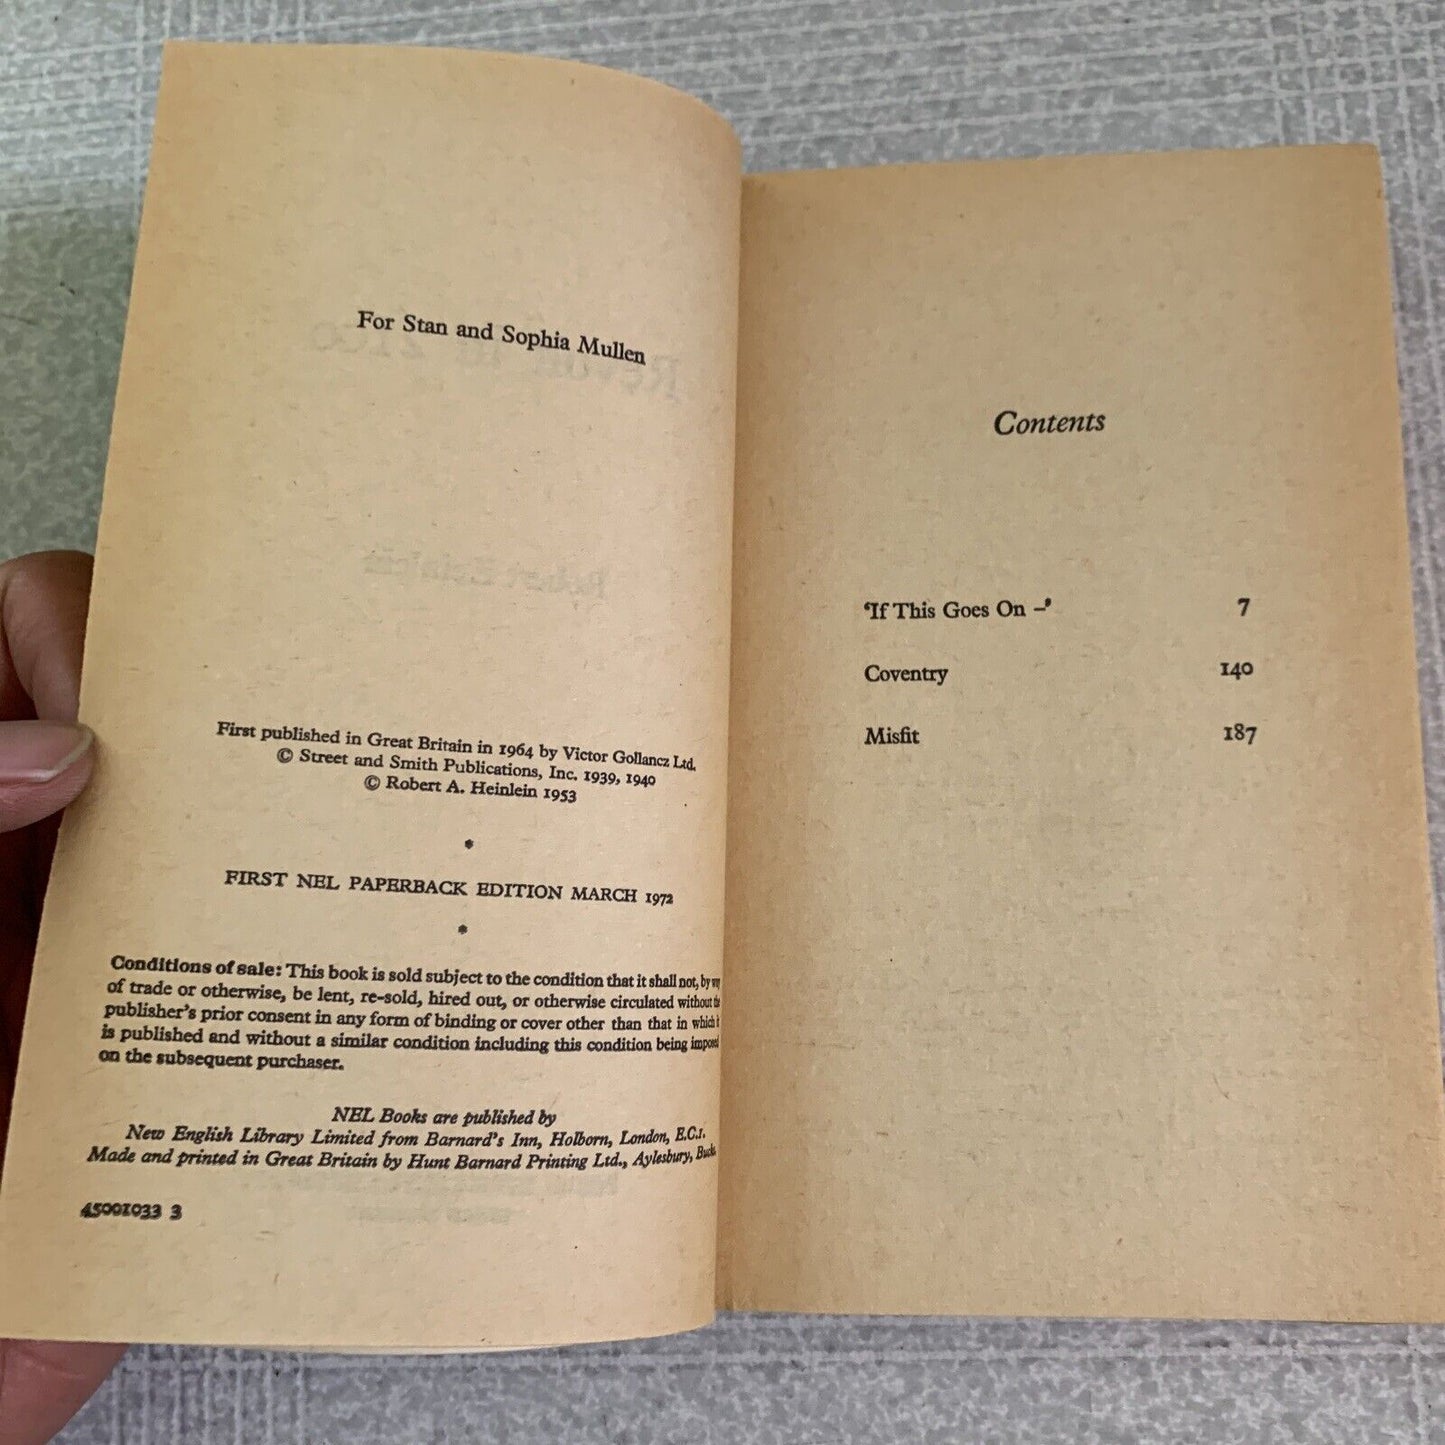 For Stan and Sophia Mullen
First published in Great Britain in 1964 by Victor Gollancz Ltd.
© Street and Smith Publications, Inc. 1939, 1940
© Robert A. Heinlein 1953
*
FIRST NEL PAPERBACK EDITION MARCH 1972
*
Conditions of sale: This book is sold subject to the condition that it shall not, by way
of trade or otherwise, be lent, re-sold, hired out, or otherwise circulated without the
publisher's prior consent in any form of binding or cover other than that in which it
is published and without a similar condition including this condition being imposed
on the subsequent purchaser.
NEL Books are published by
New English Library Limited from Barnard's Inn, Holborn, London, E.C.1.
Made and printed in Great Britain by Hunt Barnard Printing Ltd., Aylesbury, Bucks.
45001033 3
Contents
‘If This Goes On –’ 7
Coventry 140
Misfit 187